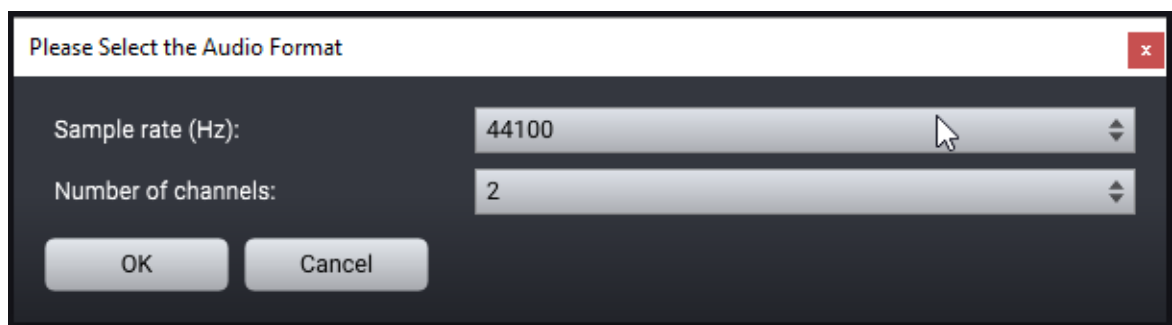 Please Select the Audio Format
x
Sample rate (Hz): 44100
Number of channels: 2
OK Cancel